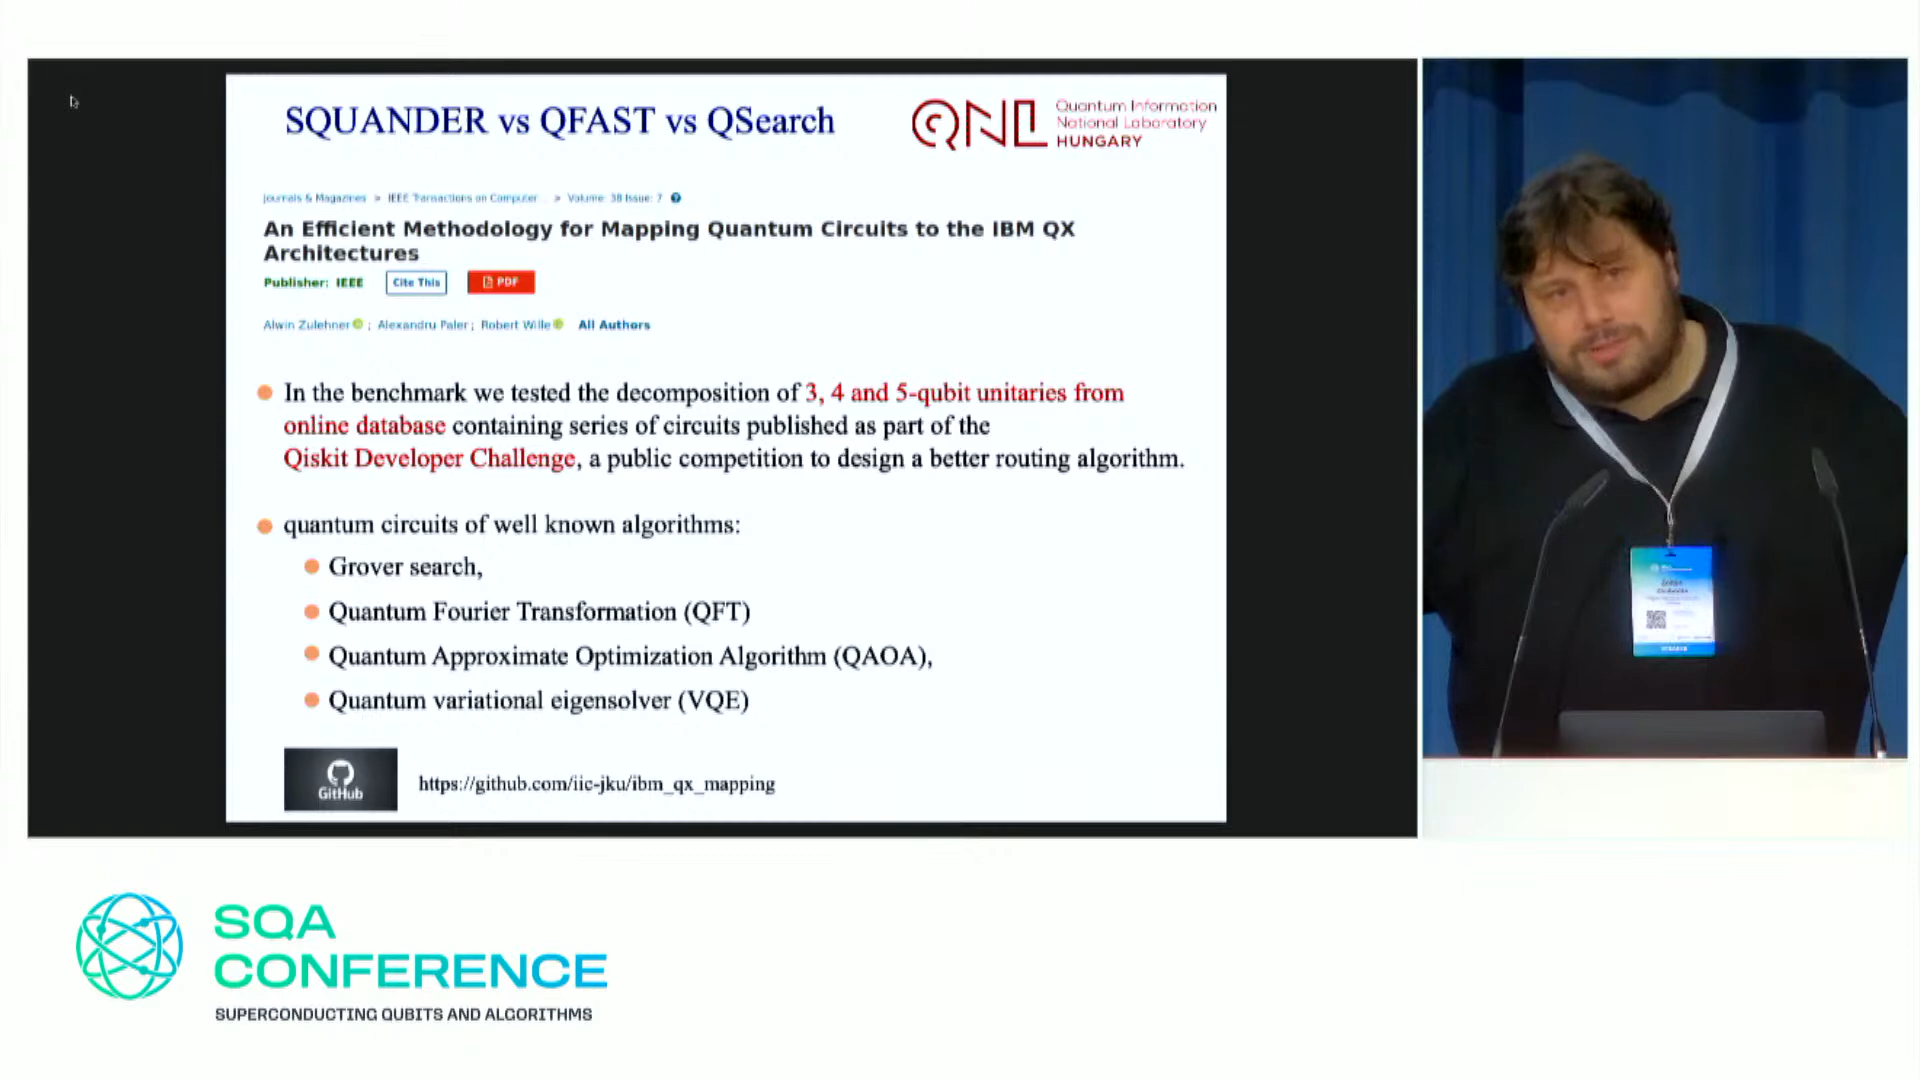 SQUANDER vs QFAST vs QSearch
QNL
Quantum Information
National Laboratory
HUNGARY
Journals & Magazines > IEEE Transactions on Computer ... > Volume: 38 Issue: 7
An Efficient Methodology for Mapping Quantum Circuits to the IBM QX
Architectures
Publisher: IEEE
Cite This
PDF
Alwin Zulehner ; Alexandru Paler ; Robert Wille All Authors
In the benchmark we tested the decomposition of 3, 4 and 5-qubit unitaries from
online database containing series of circuits published as part of the
Qiskit Developer Challenge, a public competition to design a better routing algorithm.
quantum circuits of well known algorithms:
Grover search,
Quantum Fourier Transformation (QFT)
Quantum Approximate Optimization Algorithm (QAOA),
Quantum variational eigensolver (VQE)
GitHub
https://github.com/iic-jku/ibm_qx_mapping
SQA
CONFERENCE
SUPERCONDUCTING QUBITS AND ALGORITHMS